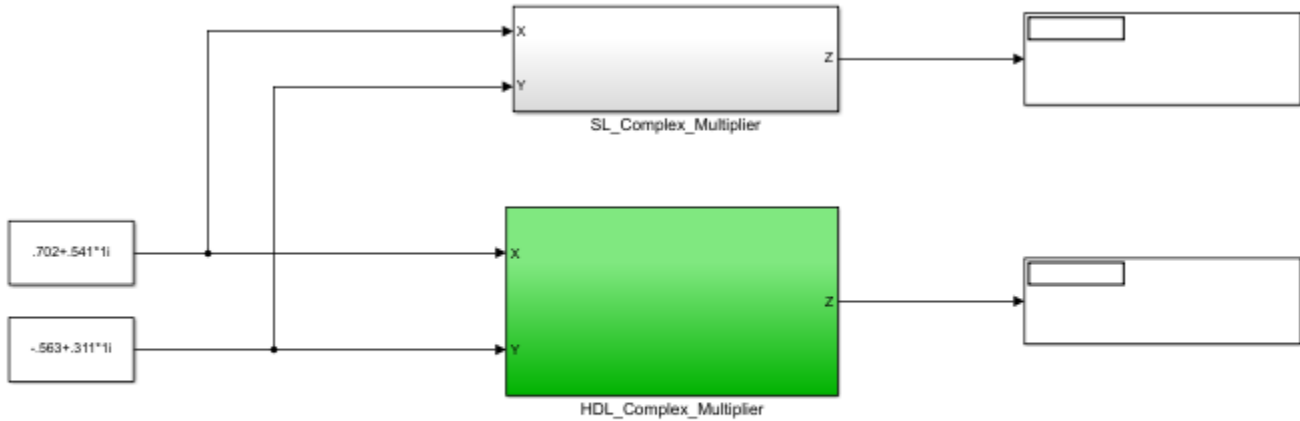 X
Z
Y
SL_Complex_Multiplier
.702+.541*1i
X
Z
-.563+.311*1i
Y
HDL_Complex_Multiplier